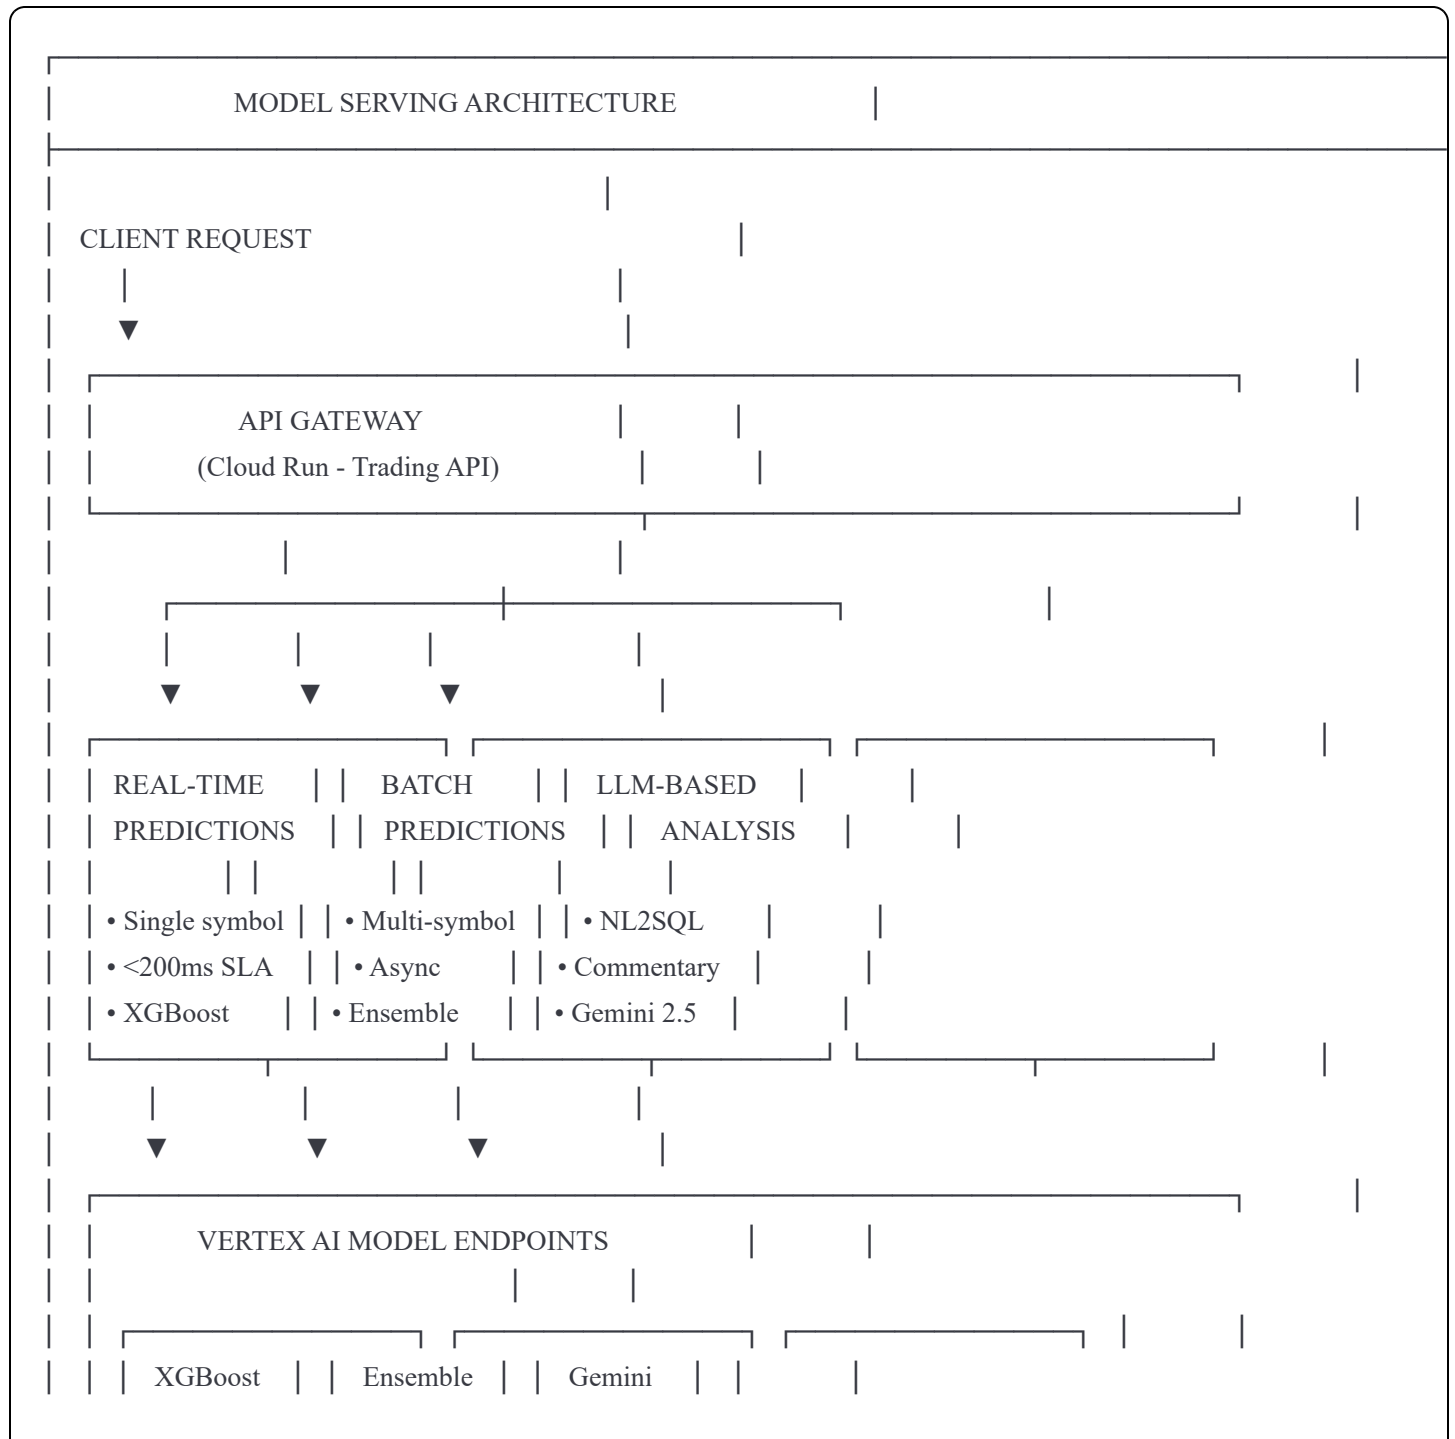 MODEL SERVING ARCHITECTURE
CLIENT REQUEST
▼
API GATEWAY
(Cloud Run - Trading API)
▼ ▼ ▼
REAL-TIME BATCH LLM-BASED
PREDICTIONS PREDICTIONS ANALYSIS
• Single symbol • Multi-symbol • NL2SQL
• <200ms SLA • Async • Commentary
• XGBoost • Ensemble • Gemini 2.5
▼ ▼ ▼
VERTEX AI MODEL ENDPOINTS
XGBoost Ensemble Gemini